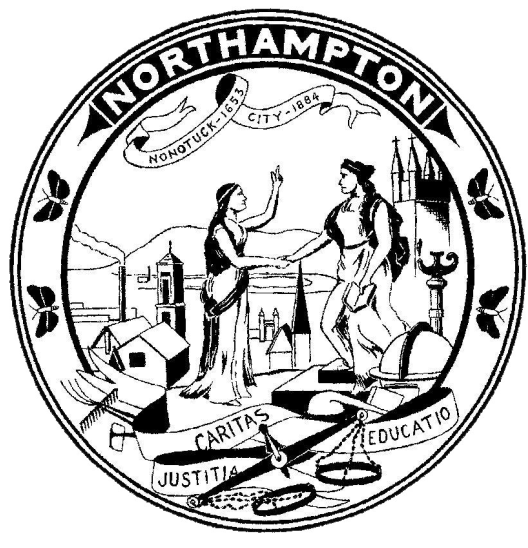 NORTHAMPTON
NONOTUCK-1653
CITY-1884
CARITAS
EDUCATIO
JUSTITIA